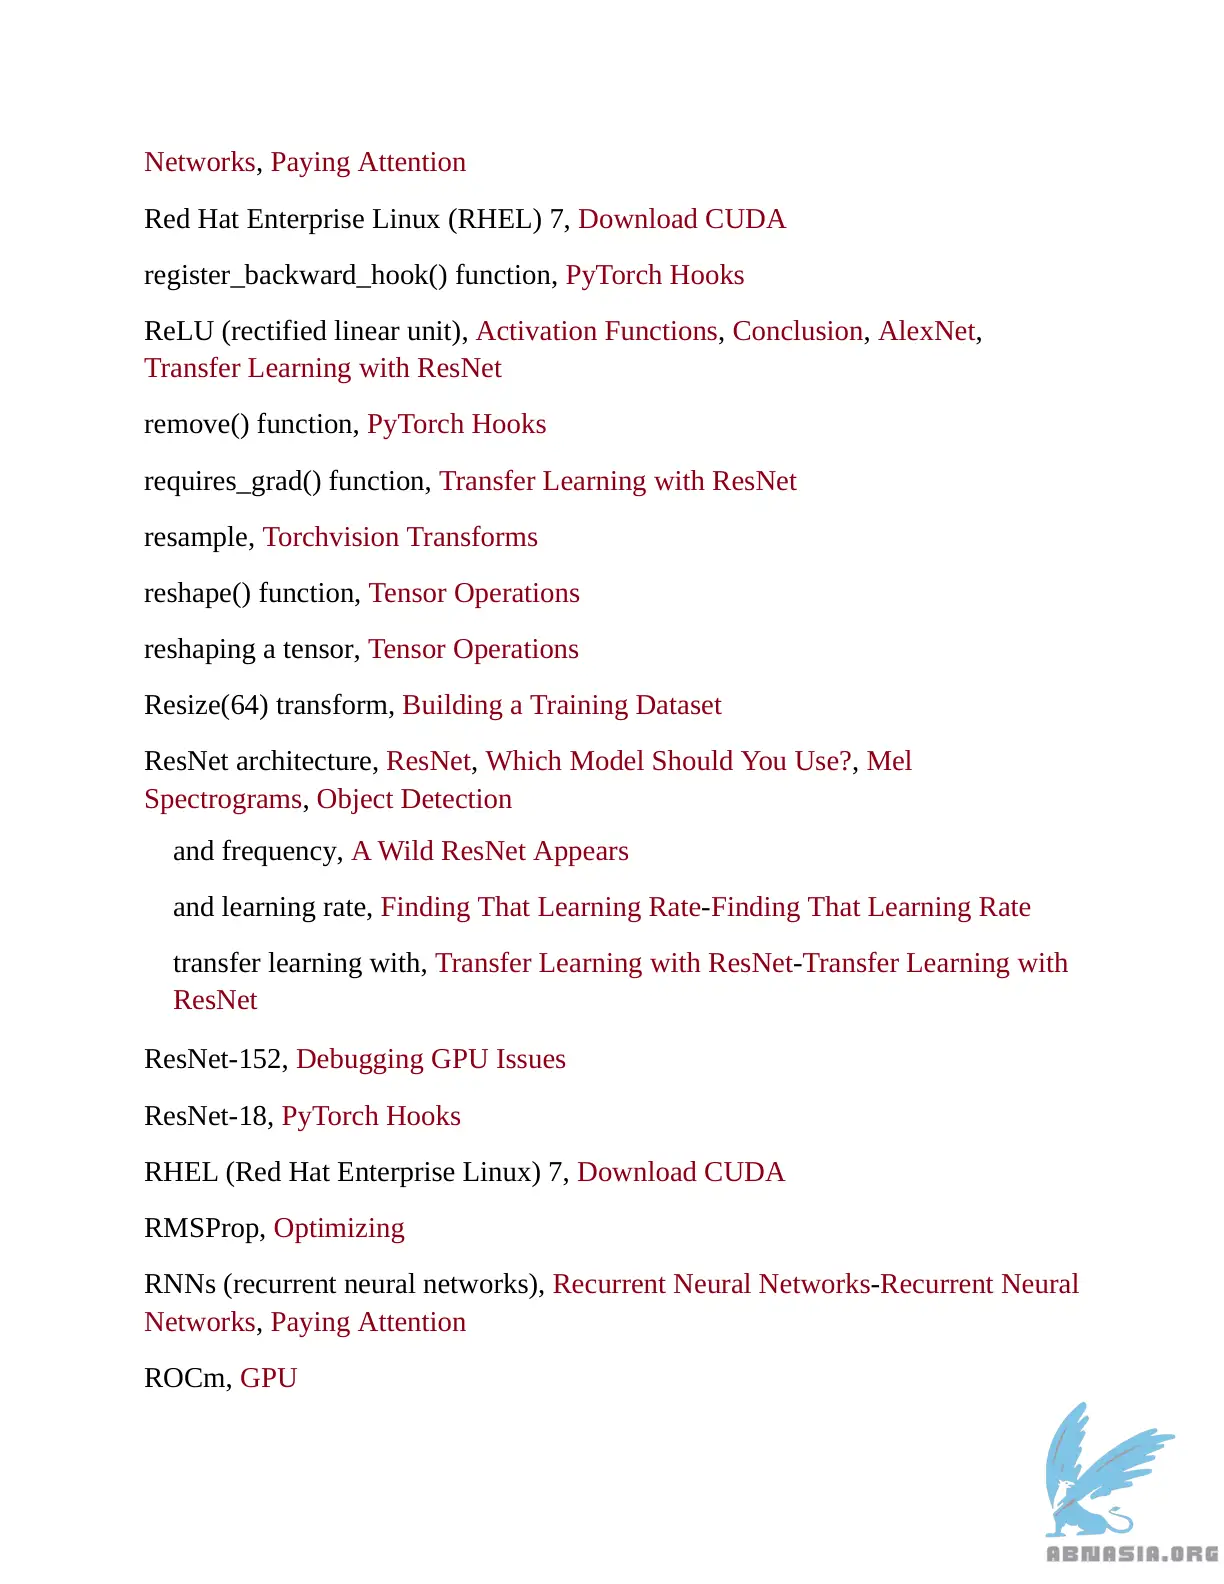 Networks, Paying Attention
Red Hat Enterprise Linux (RHEL) 7, Download CUDA
register_backward_hook() function, PyTorch Hooks
ReLU (rectified linear unit), Activation Functions, Conclusion, AlexNet,
Transfer Learning with ResNet
remove() function, PyTorch Hooks
requires_grad() function, Transfer Learning with ResNet
resample, Torchvision Transforms
reshape() function, Tensor Operations
reshaping a tensor, Tensor Operations
Resize(64) transform, Building a Training Dataset
ResNet architecture, ResNet, Which Model Should You Use?, Mel
Spectrograms, Object Detection
and frequency, A Wild ResNet Appears
and learning rate, Finding That Learning Rate-Finding That Learning Rate
transfer learning with, Transfer Learning with ResNet-Transfer Learning with
ResNet
ResNet-152, Debugging GPU Issues
ResNet-18, PyTorch Hooks
RHEL (Red Hat Enterprise Linux) 7, Download CUDA
RMSProp, Optimizing
RNNs (recurrent neural networks), Recurrent Neural Networks-Recurrent Neural
Networks, Paying Attention
ROCm, GPU
ABNASIA.ORG